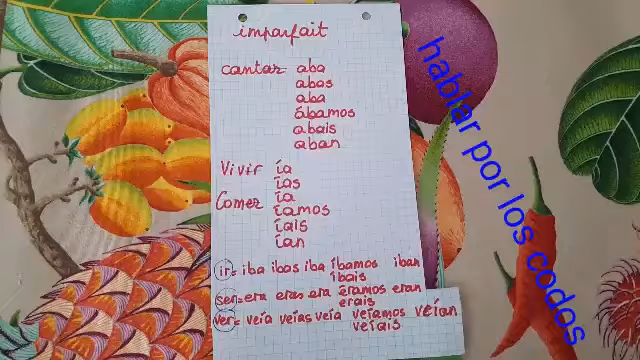 imparfait
cantar aba
abas
aba
ábamos
abais
aban
Vivir ía
ías
Comer ía
íamos
íais
ían
ir = iba ibas iba íbamos iban
ibais
ser = era eras era éramos eran
erais
ver = veía veías veía veíamos veían
veíais
hablar por los codos